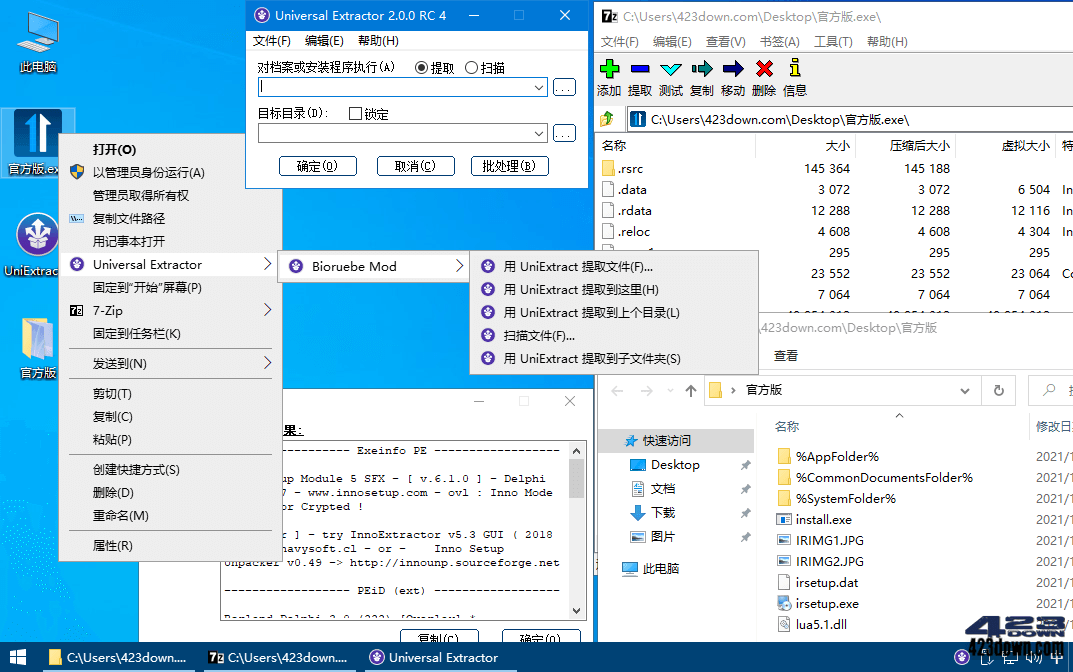 此电脑
官方版.ex
UniExtrac
官方版
打开(O)
以管理员身份运行(A)
管理员取得所有权
复制文件路径
用记事本打开
Universal Extractor
固定到"开始"屏幕(P)
7-Zip
固定到任务栏(K)
发送到(N)
剪切(T)
复制(C)
粘贴(P)
创建快捷方式(S)
删除(D)
重命名(M)
属性(R)
Bioruebe Mod
用 UniExtract 提取文件(F)...
用 UniExtract 提取到这里(H)
用 UniExtract 提取到上个目录(L)
扫描文件(F)...
用 UniExtract 提取到子文件夹(S)
Universal Extractor 2.0.0 RC 4
文件(F) 编辑(E) 帮助(H)
对档案或安装程序执行(A) 提取 扫描
...
目标目录(D): 锁定
...
确定(O) 取消(C) 批处理(B)
C:\Users\423down.com\Desktop\官方版.exe\
文件(F) 编辑(E) 查看(V) 书签(A) 工具(T) 帮助(H)
添加 提取 测试 复制 移动 删除 信息
C:\Users\423down.com\Desktop\官方版.exe\
名称 大小 压缩后大小 虚拟大小 特
.rsrc 145 364 145 188
.data 3 072 3 072 6 504 In
.rdata 12 288 12 288 12 116 In
.reloc 4 608 4 608 4 304 In
295 295
23 552 23 552 23 064 Co
7 064 7 064 7 064
423down.com\Desktop\官方版
查看
官方版
名称 修改日
快速访问
Desktop
文档
下载
图片
此电脑
%AppFolder% 2021/1
%CommonDocumentsFolder% 2021/1
%SystemFolder% 2021/1
install.exe 2021/1
IRIMG1.JPG 2021/1
IRIMG2.JPG 2021/1
irsetup.dat 2021/1
irsetup.exe 2021/1
lua5.1.dll
果:
----------- Exeinfo PE -------------------
up Module 5 SFX - [ v.6.1.0 ] - Delphi
7 - www.innosetup.com - ovl : Inno Mode
or Crypted !
r ] - try InnoExtractor v5.3 GUI ( 2018
havysoft.cl - or - Inno Setup
unpacker v0.49 -> http://innounp.sourceforge.net
------------------- PEiD (ext) -------------------
复制(C) 确定(O)
C:\Users\423down.... C:\Users\423down.... Universal Extractor
中
423
DOWN
423down.com